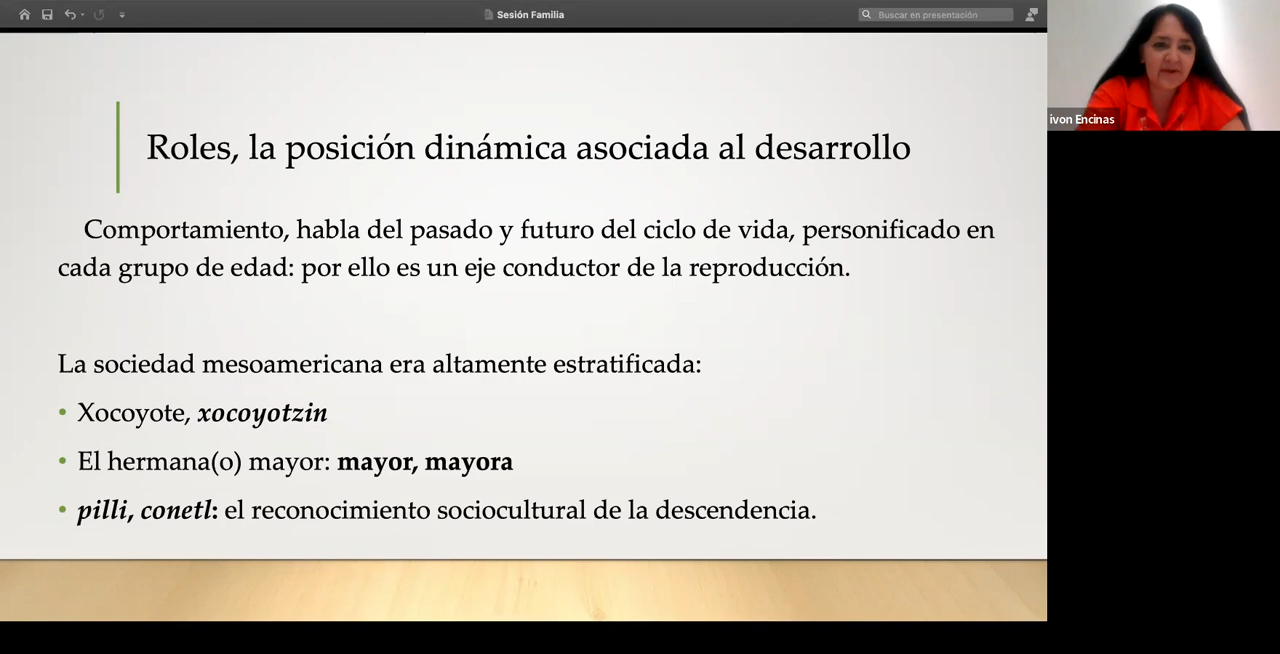 Sesión Familia
Buscar en presentación
ivon Encinas
Roles, la posición dinámica asociada al desarrollo
Comportamiento, habla del pasado y futuro del ciclo de vida, personificado en
cada grupo de edad: por ello es un eje conductor de la reproducción.
La sociedad mesoamericana era altamente estratificada:
• Xocoyote, xocoyotzin
• El hermana(o) mayor: mayor, mayora
• pilli, conetl: el reconocimiento sociocultural de la descendencia.